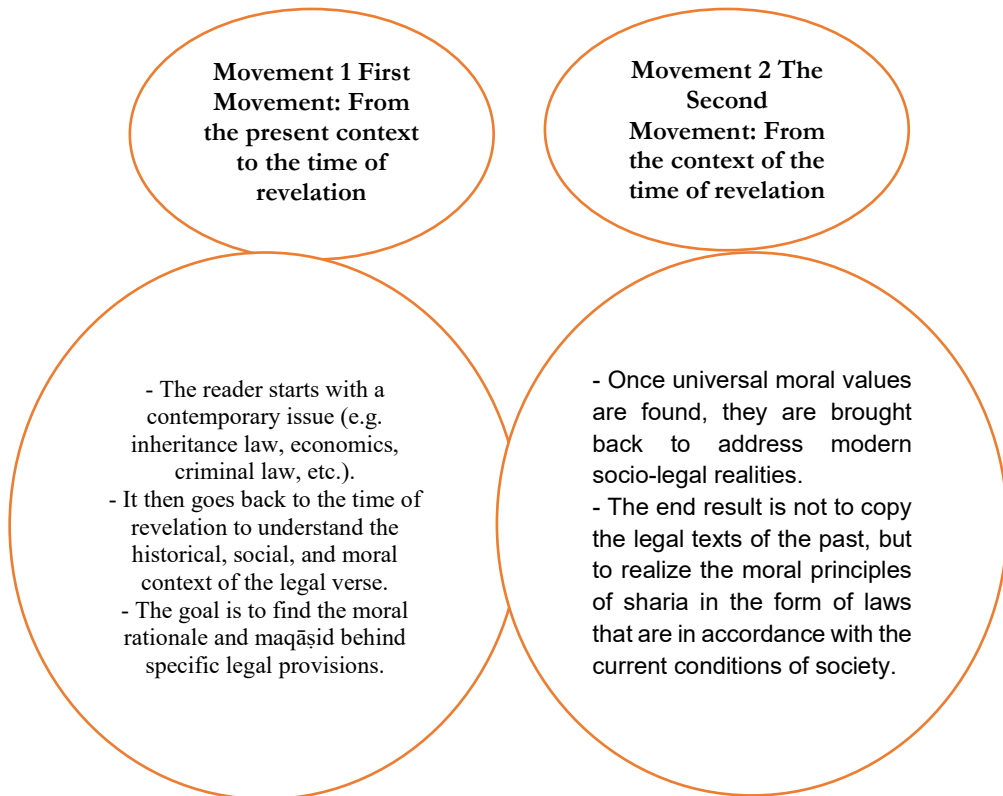 Movement 1 First
Movement: From
the present context
to the time of
revelation
Movement 2 The
Second
Movement: From
the context of the
time of revelation
- The reader starts with a
contemporary issue (e.g.
inheritance law, economics,
criminal law, etc.).
- It then goes back to the time of
revelation to understand the
historical, social, and moral
context of the legal verse.
- The goal is to find the moral
rationale and maqāṣid behind
specific legal provisions.
- Once universal moral values
are found, they are brought
back to address modern
socio-legal realities.
- The end result is not to copy
the legal texts of the past, but
to realize the moral principles
of sharia in the form of laws
that are in accordance with the
current conditions of society.